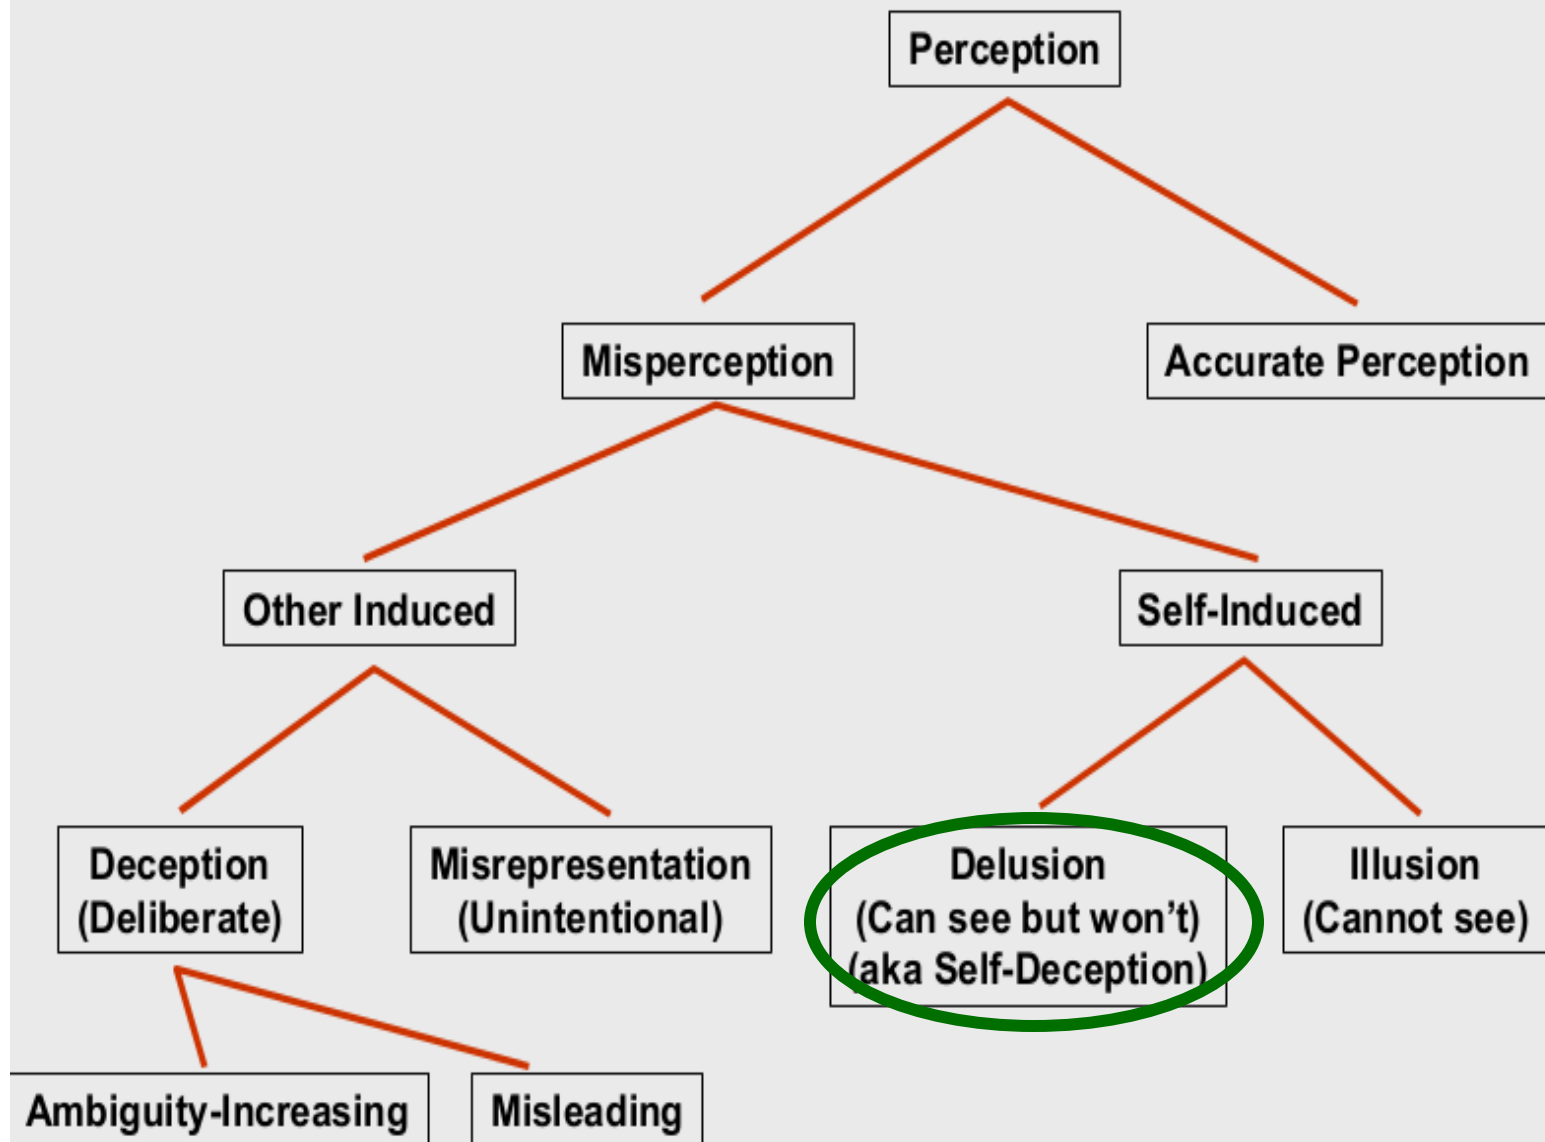 Perception
Misperception
Accurate Perception
Other Induced
Self-Induced
Deception
(Deliberate)
Misrepresentation
(Unintentional)
Delusion
(Can see but won’t)
(aka Self-Deception)
Illusion
(Cannot see)
Ambiguity-Increasing
Misleading